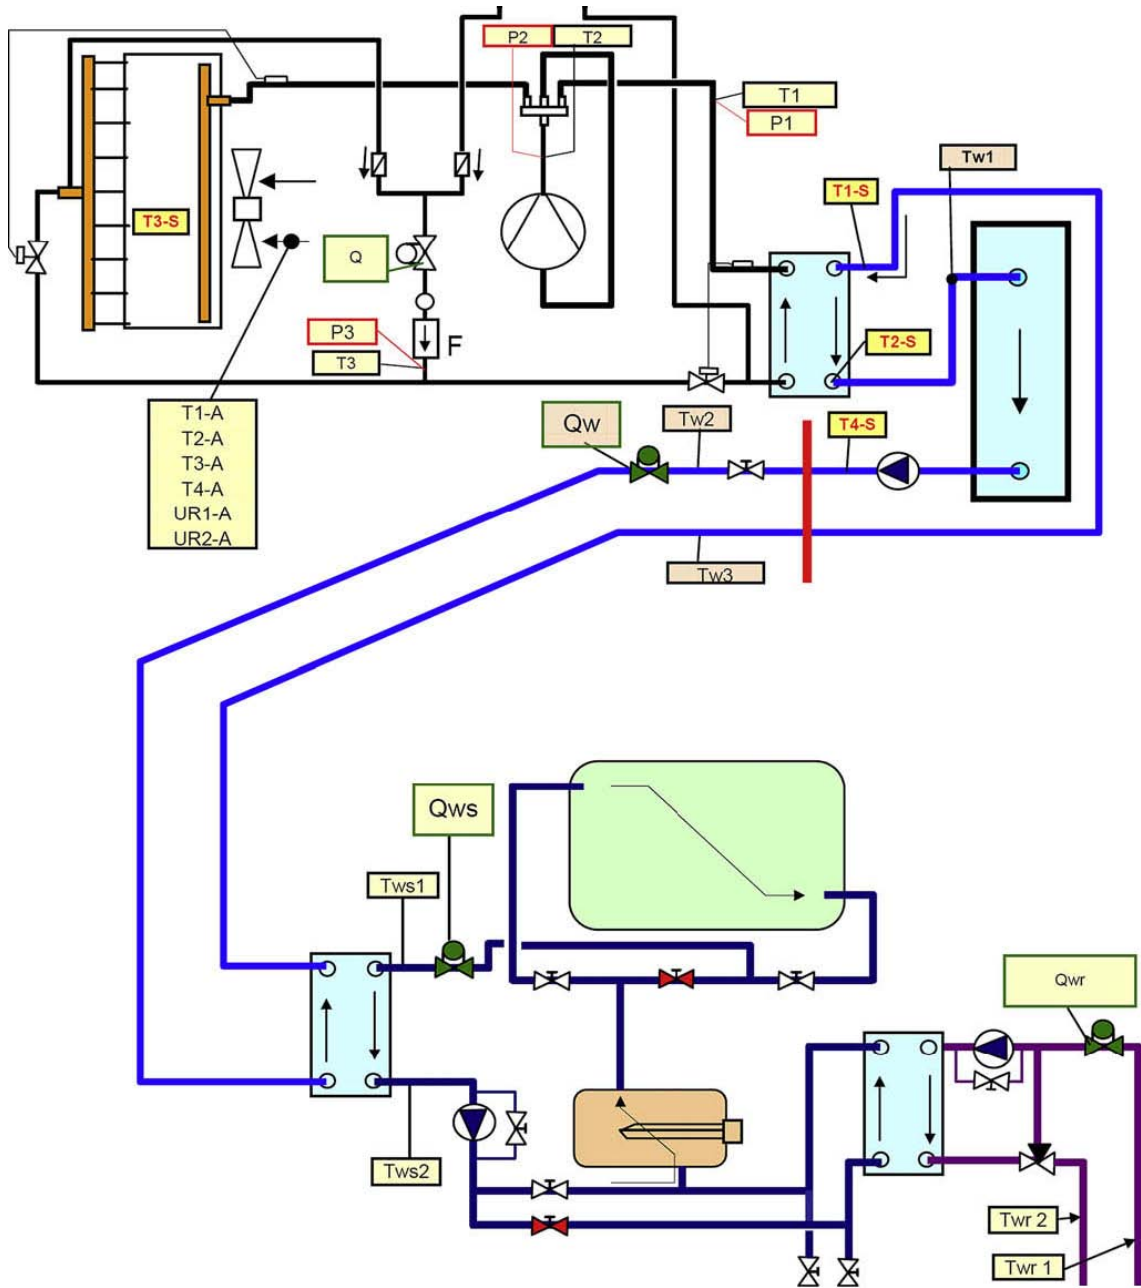 P2
T2
T1
P1
Tw1
T1-S
T3-S
Q
P3
T3
F
T2-S
T1-A
T2-A
T3-A
T4-A
UR1-A
UR2-A
Qw
Tw2
T4-S
Tw3
Qws
Tws1
Qwr
Tws2
Twr 2
Twr 1